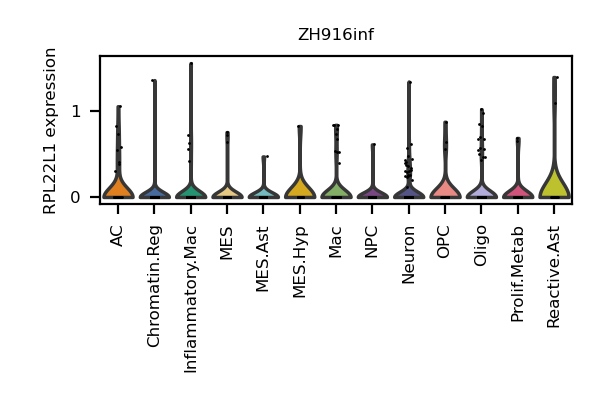 ZH916inf
RPL22L1 expression
1
0
AC
Chromatin.Reg
Inflammatory.Mac
MES
MES.Ast
MES.Hyp
Mac
NPC
Neuron
OPC
Oligo
Prolif.Metab
Reactive.Ast